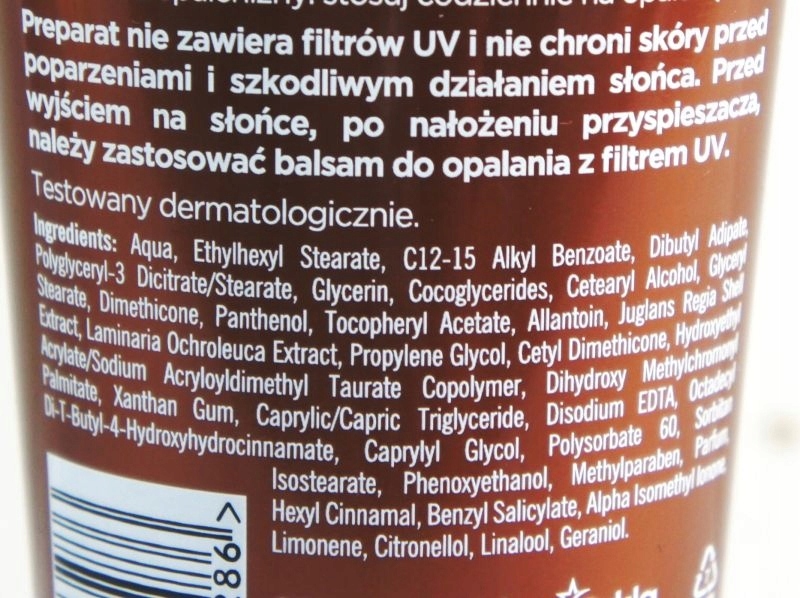 opalenizny: stosuj codziennie na
Preparat nie zawiera filtrów UV i nie chroni skóry przed
poparzeniami i szkodliwym działaniem słońca. Przed
wyjściem na słońce, po nałożeniu przyspieszacza,
należy zastosować balsam do opalania z filtrem UV.
Testowany dermatologicznie.
Ingredients: Aqua, Ethylhexyl Stearate, C12-15 Alkyl Benzoate, Dibutyl Adipate,
Polyglyceryl-3 Dicitrate/Stearate, Glycerin, Cocoglycerides, Cetearyl Alcohol, Glyceryl
Stearate, Dimethicone, Panthenol, Tocopheryl Acetate, Allantoin, Juglans Regia Shell
Extract, Laminaria Ochroleuca Extract, Propylene Glycol, Cetyl Dimethicone, Hydroxyethyl
Acrylate/Sodium Acryloyldimethyl Taurate Copolymer, Dihydroxy Methylchromonyl
Palmitate, Xanthan Gum, Caprylic/Capric Triglyceride, Disodium EDTA, Octadecyl
Di-T-Butyl-4-Hydroxyhydrocinnamate, Caprylyl Glycol, Polysorbate 60, Sorbitan
Isostearate, Phenoxyethanol, Methylparaben, Parfum,
Hexyl Cinnamal, Benzyl Salicylate, Alpha Isomethyl Ionone,
Limonene, Citronellol, Linalool, Geraniol.
386 >